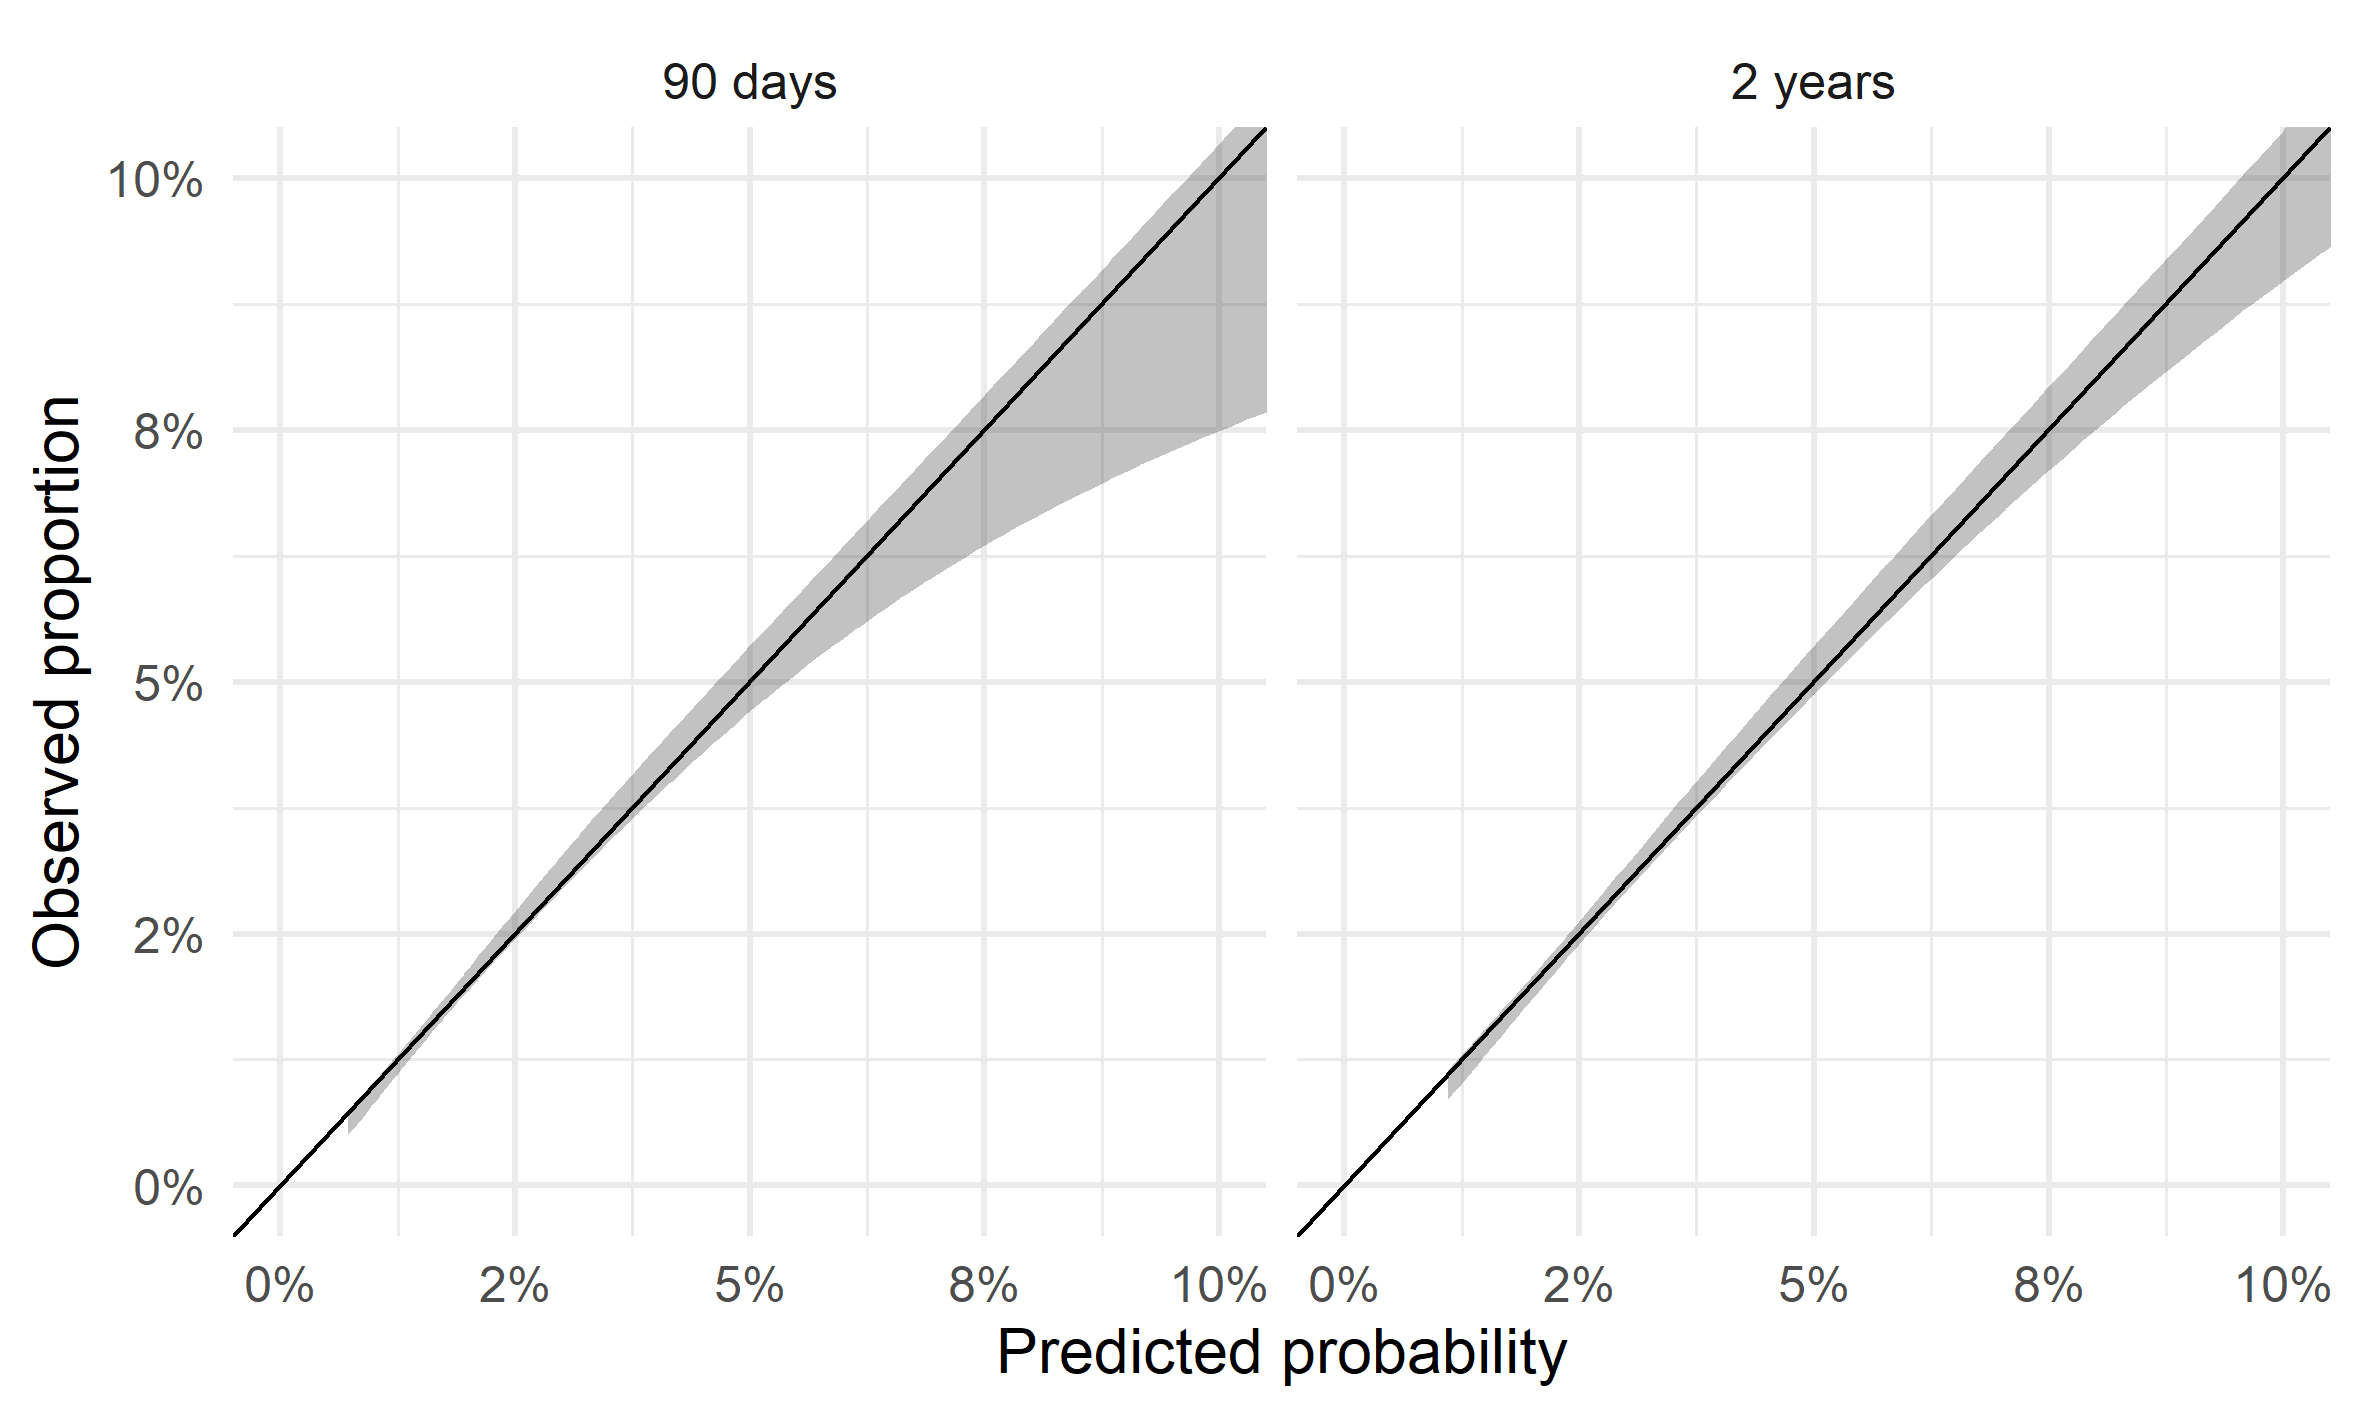 90 days
2 years
Observed proportion
10%
8%
5%
2%
0%
0% 2% 5% 8% 10%
0% 2% 5% 8% 10%
Predicted probability